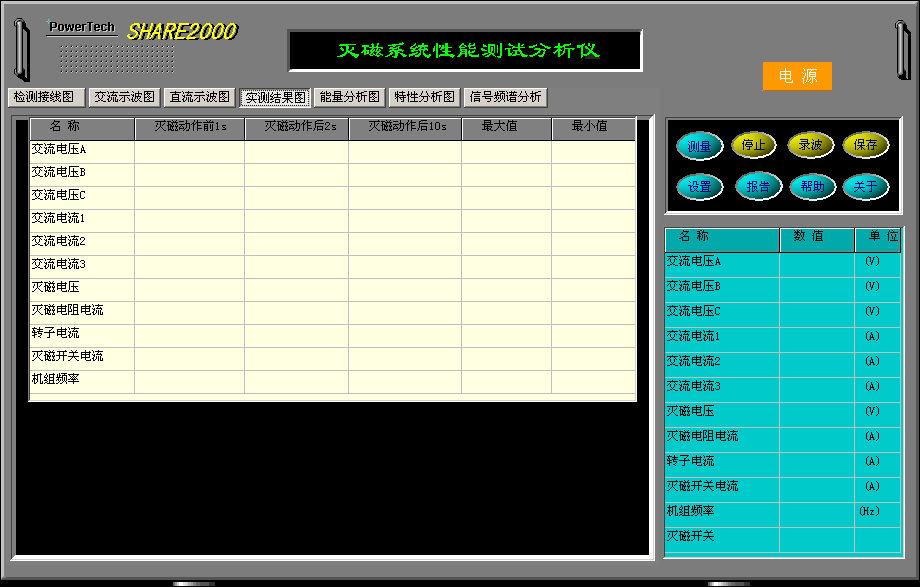 PowerTech SHARE2000
灭磁系统性能测试分析仪
电 源
检测接线图 交流示波图 直流示波图 实测结果图 能量分析图 特性分析图 信号频谱分析
名 称 灭磁动作前1s 灭磁动作后2s 灭磁动作后10s 最大值 最小值
交流电压A
交流电压B
交流电压C
交流电流1
交流电流2
交流电流3
灭磁电压
灭磁电阻电流
转子电流
灭磁开关电流
机组频率
测量 停止 录波 保存
设置 报告 帮助 关于
名 称 数 值 单 位
交流电压A (V)
交流电压B (V)
交流电压C (V)
交流电流1 (A)
交流电流2 (A)
交流电流3 (A)
灭磁电压 (V)
灭磁电阻电流 (A)
转子电流 (A)
灭磁开关电流 (A)
机组频率 (Hz)
灭磁开关